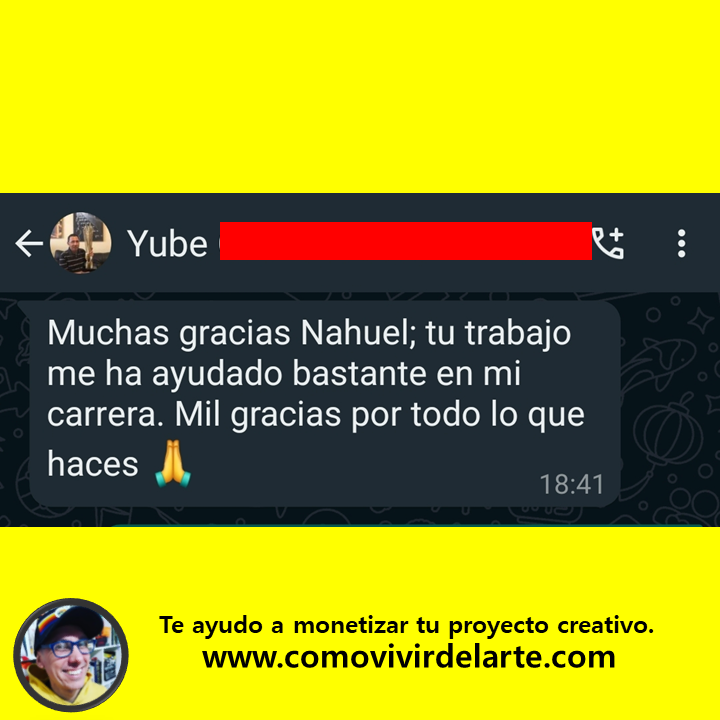 Yube
Muchas gracias Nahuel; tu trabajo
me ha ayudado bastante en mi
carrera. Mil gracias por todo lo que
haces 🙏
18:41
Te ayudo a monetizar tu proyecto creativo.
www.comovivirdelarte.com